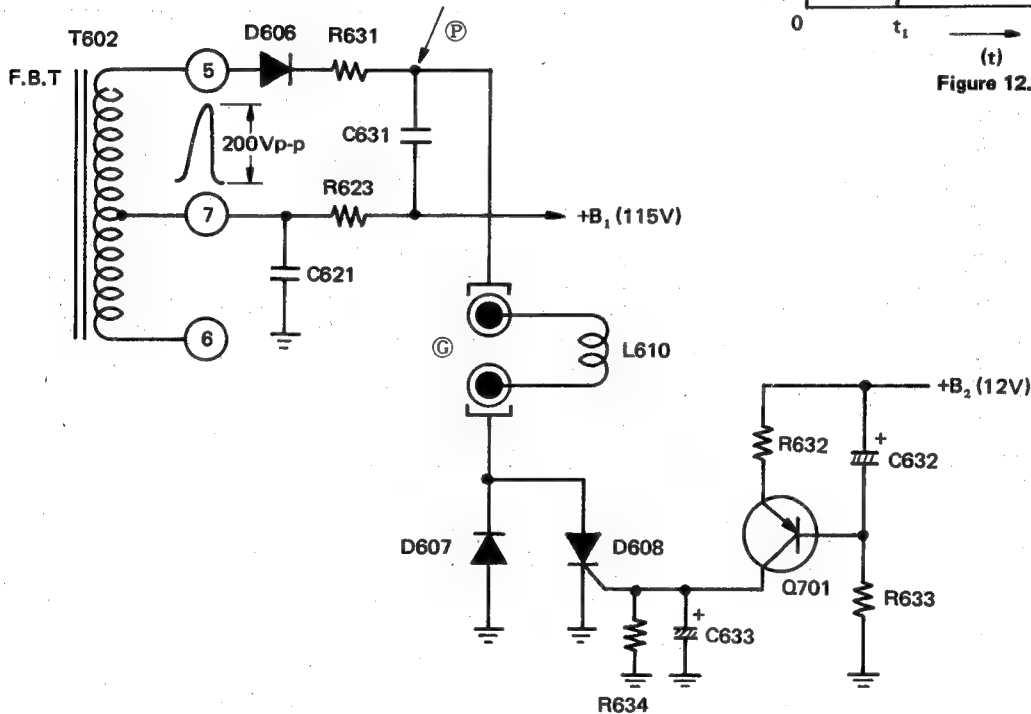 0
t₁
(t)
Figure 12.
T602
F.B.T
D606
R631
Ⓟ
5
200Vp-p
C631
R623
7
+B₁ (115V)
C621
6
Ⓖ
L610
+B₂ (12V)
R632
+
C632
D607
D608
Q701
R633
+
C633
R634